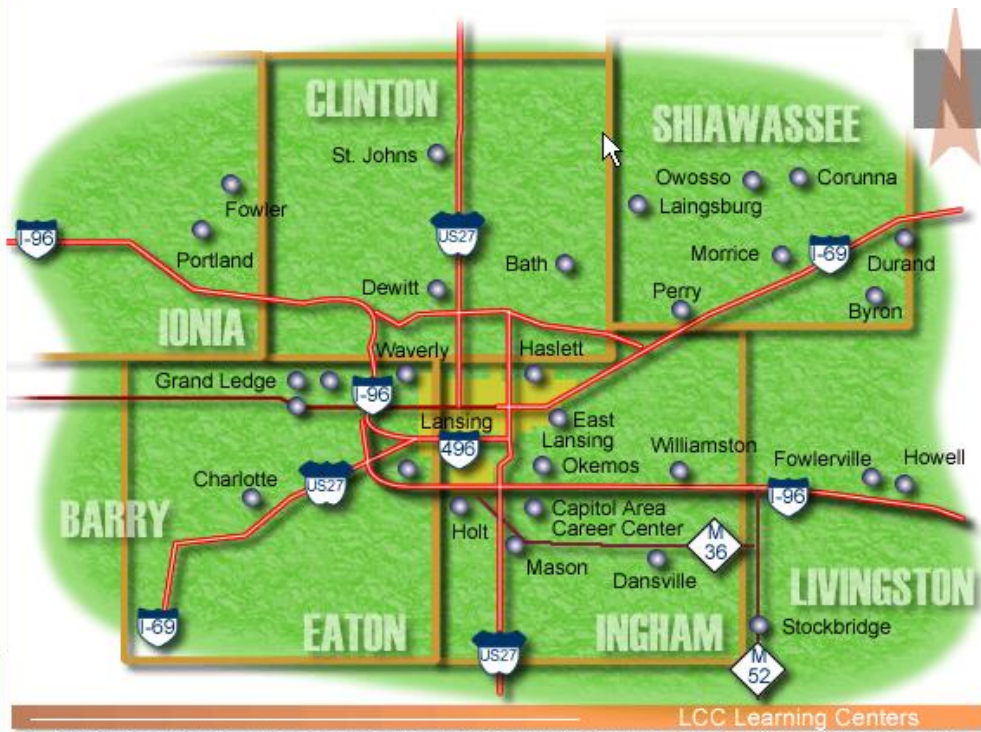 CLINTON
SHIAWASSEE
St. Johns
Owosso
Corunna
Fowler
Laingsburg
I-96
US27
Portland
Bath
Morrice
I-69
Durand
Dewitt
Perry
Byron
IONIA
Waverly
Haslett
Grand Ledge
I-96
Lansing
East
Lansing
496
Williamston
Okemos
Fowlerville
Howell
Charlotte
US27
I-96
BARRY
Holt
Capitol Area
Career Center
M
36
Mason
Dansville
LIVINGSTON
I-69
EATON
INGHAM
Stockbridge
US27
M
52
LCC Learning Centers